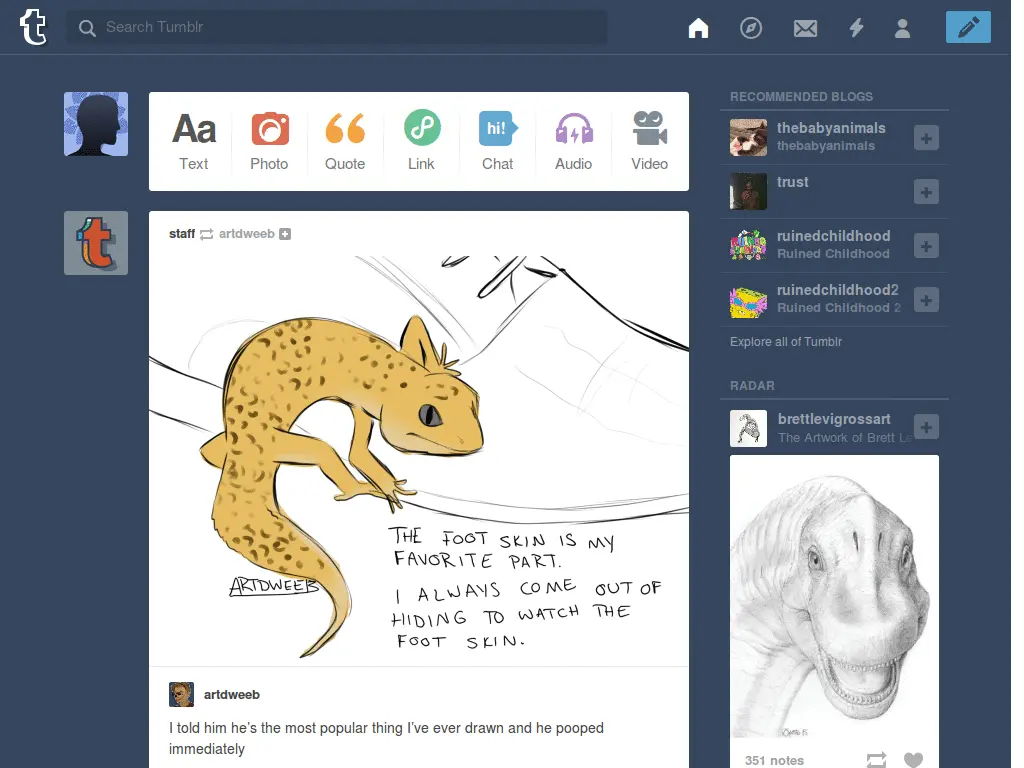 Search Tumblr
Aa
hi!
Text
Photo
Quote
Link
Chat
Audio
Video
staff artdweeb
THE FOOT SKIN IS MY
FAVORITE PART.
I ALWAYS COME OUT OF
HIDING TO WATCH THE
FOOT SKIN.
ARTDWEEB
artdweeb
I told him he's the most popular thing I've ever drawn and he pooped
immediately
RECOMMENDED BLOGS
thebabyanimals
thebabyanimals
trust
ruinedchildhood
Ruined Childhood
ruinedchildhood2
Ruined Childhood 2
Explore all of Tumblr
RADAR
brettlevigrossart
The Artwork of Brett Le
351 notes